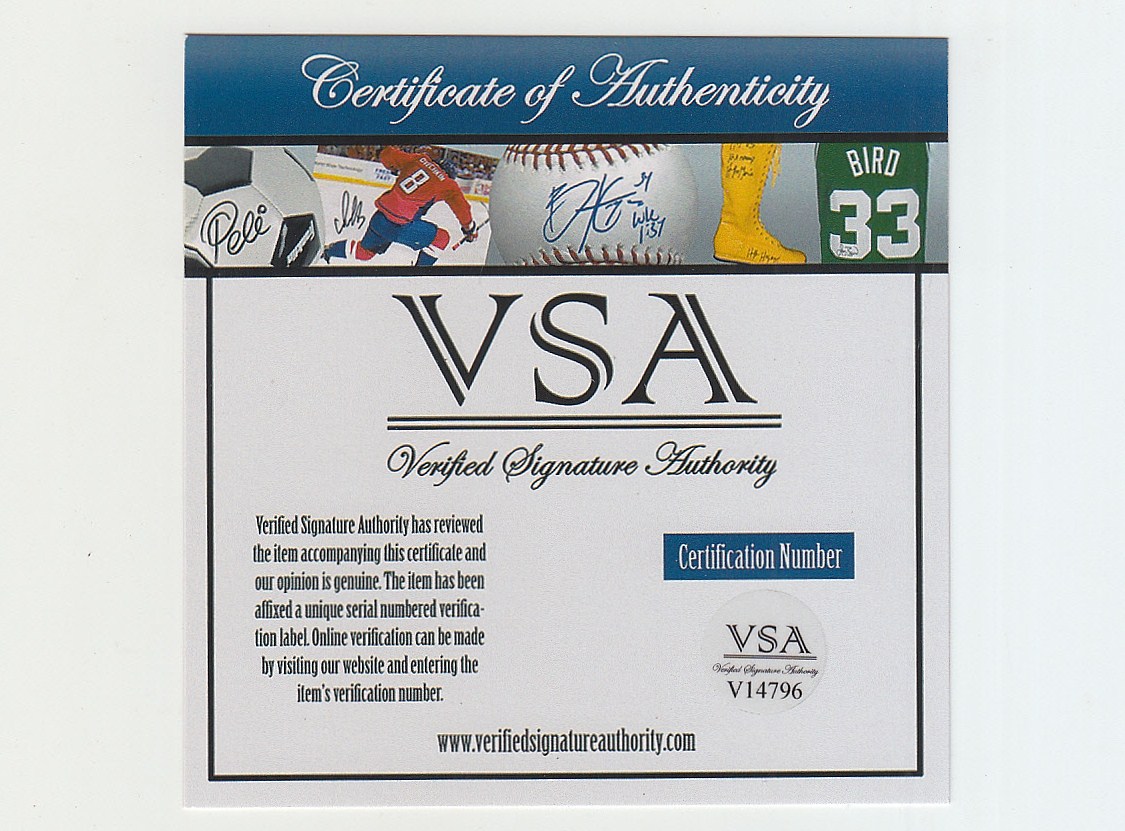 Certificate of Authenticity
Pelé
8
BIRD
33
VSA
Verified Signature Authority
Verified Signature Authority has reviewed
the item accompanying this certificate and
our opinion is genuine. The item has been
affixed a unique serial numbered verifica-
tion label. Online verification can be made
by visiting our website and entering the
item's verification number.
Certification Number
VSA
Verified Signature Authority
V14796
www.verifiedsignatureauthority.com